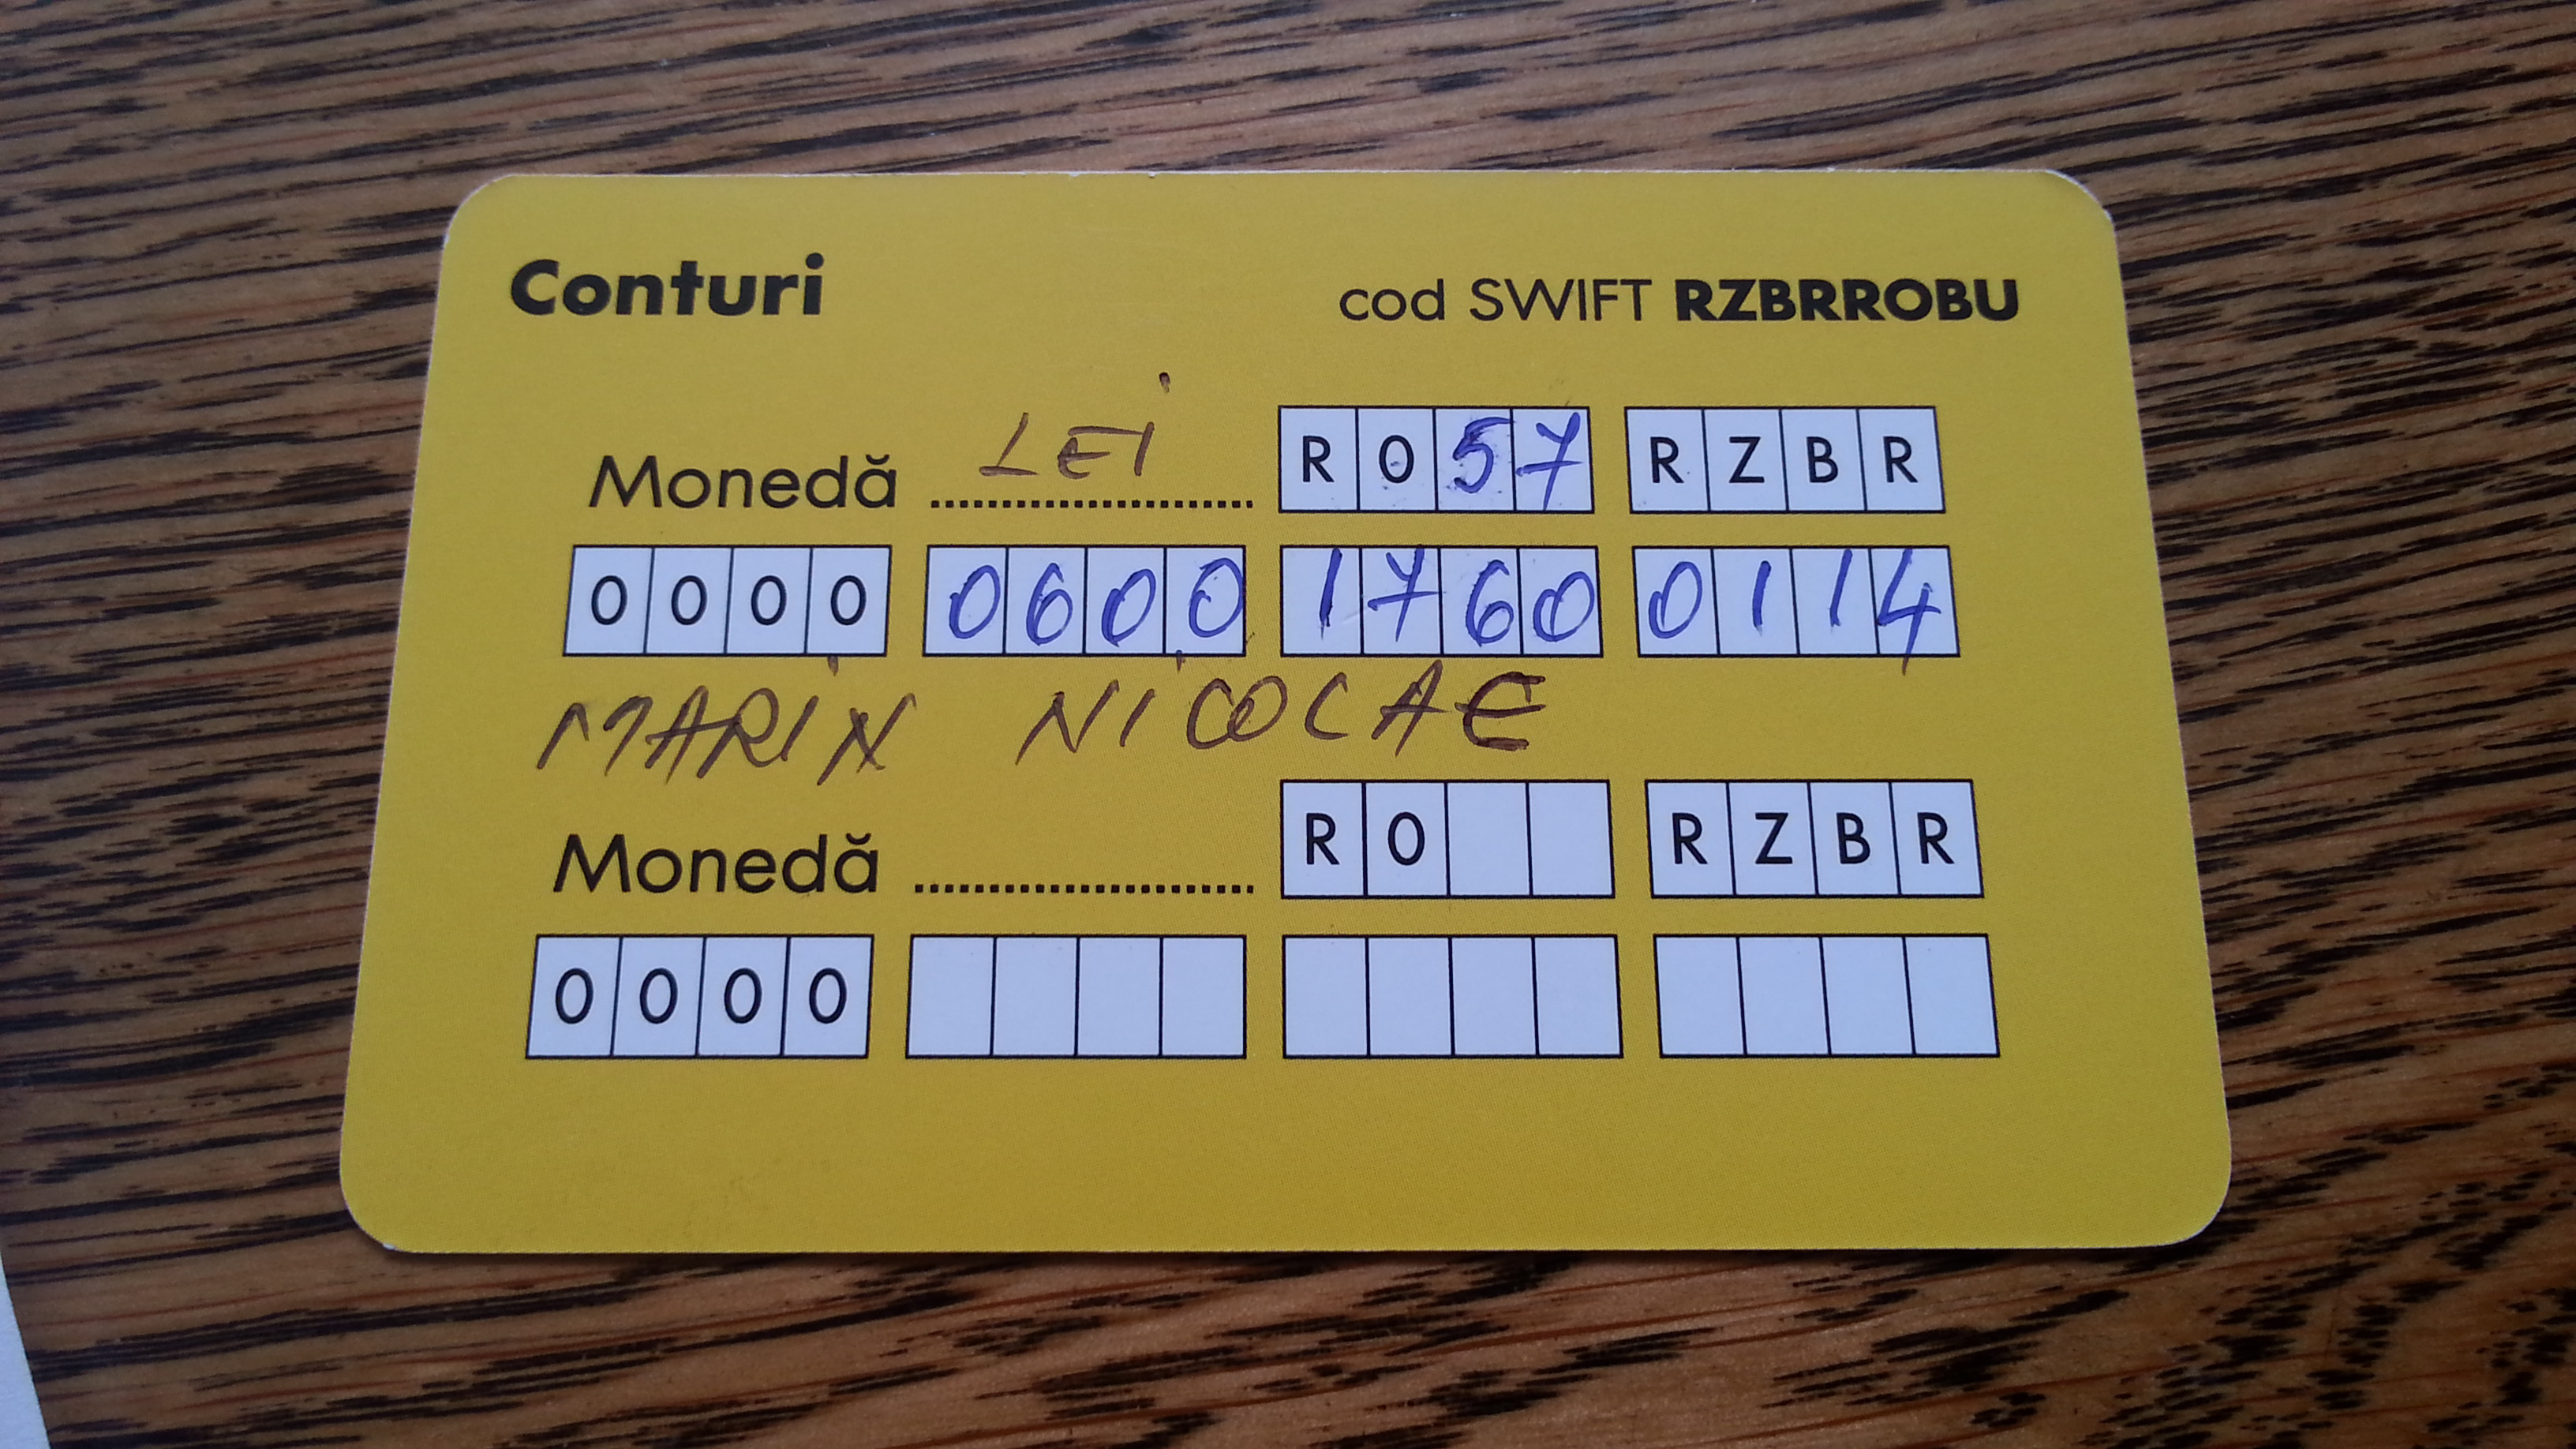 Conturi cod SWIFT RZBRROBU
Monedă LEI RO57 RZBR
0000 0600 1760 0114
MARIN NICOLAE
Monedă .................... RO RZBR
0000